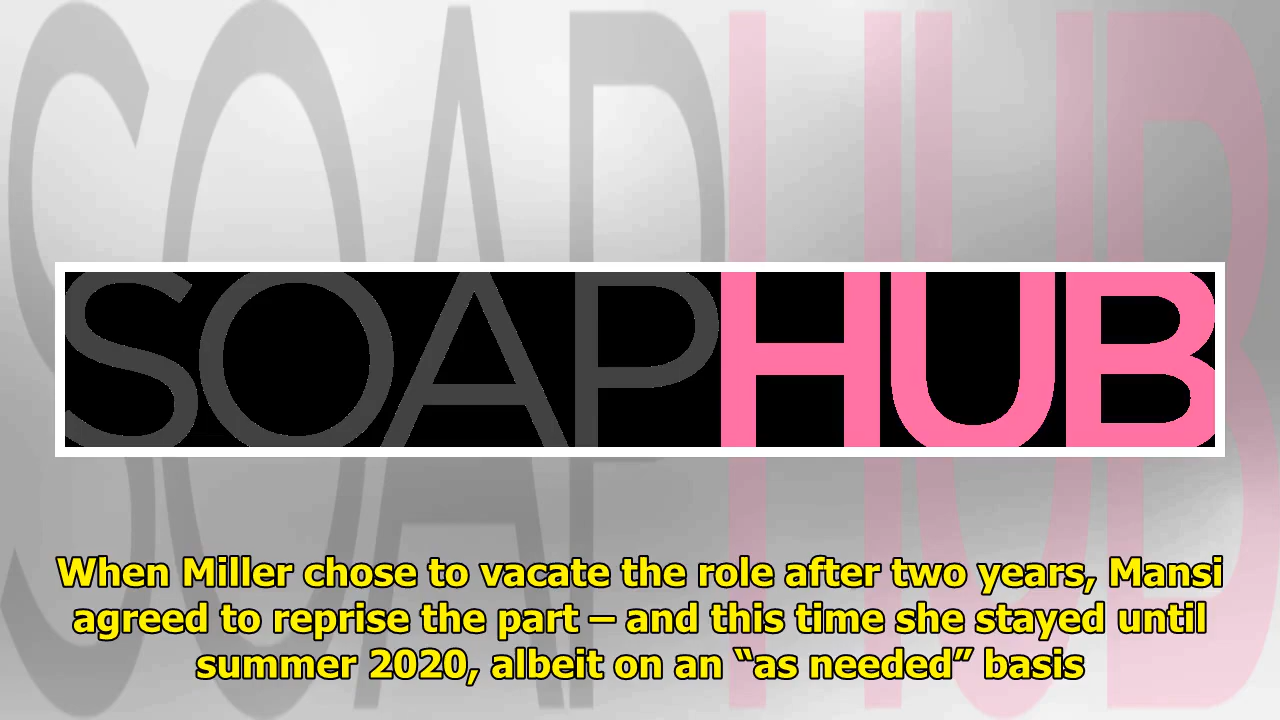 SOAPHUB
SOAPHUB
When Miller chose to vacate the role after two years, Mansi
agreed to reprise the part – and this time she stayed until
summer 2020, albeit on an “as needed” basis